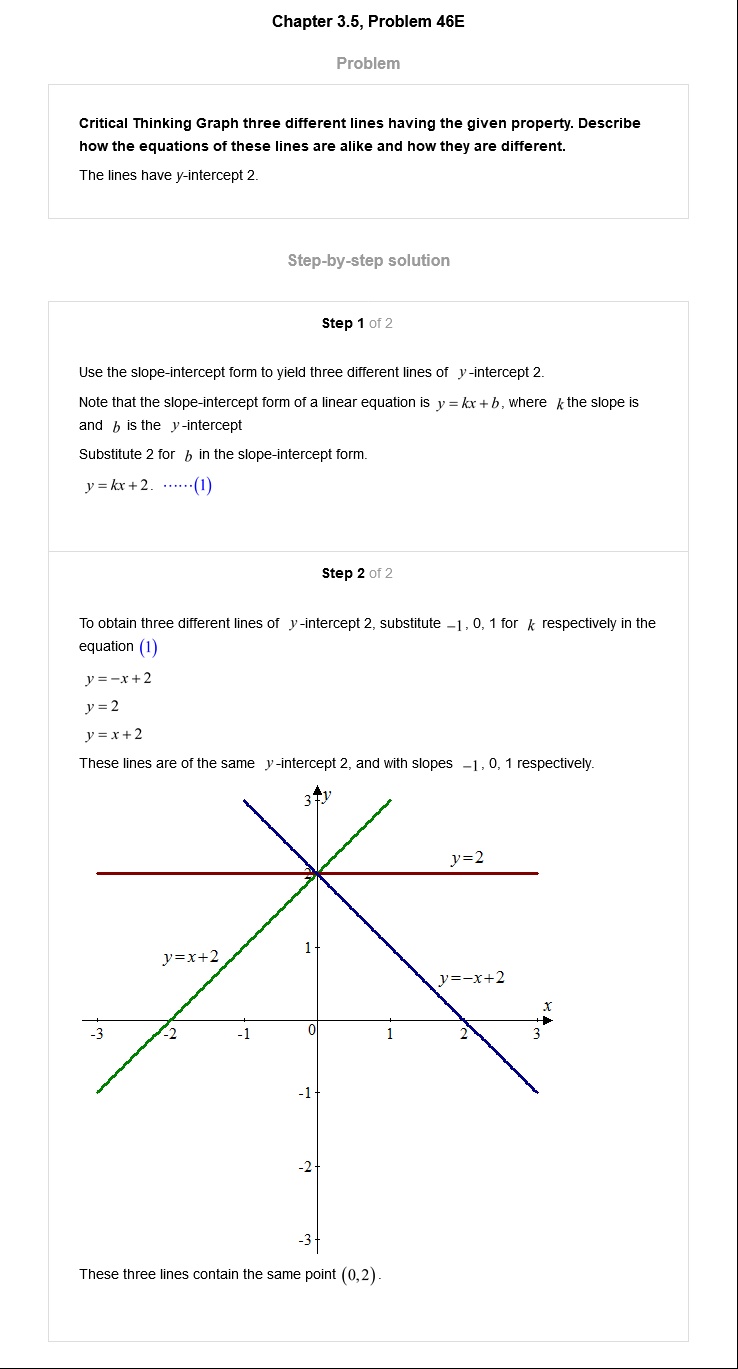 Chapter 3.5, Problem 46E
Problem
Critical Thinking Graph three different lines having the given property. Describe
how the equations of these lines are alike and how they are different.
The lines have y-intercept 2.
Step-by-step solution
Step 1 of 2
Use the slope-intercept form to yield three different lines of y-intercept 2.
Note that the slope-intercept form of a linear equation is y = kx + b, where k the slope is
and b is the y-intercept
Substitute 2 for b in the slope-intercept form.
y = kx + 2. ······(1)
Step 2 of 2
To obtain three different lines of y-intercept 2, substitute −1, 0, 1 for k respectively in the
equation (1)
y = −x + 2
y = 2
y = x + 2
These lines are of the same y-intercept 2, and with slopes −1, 0, 1 respectively.
3 y
y=2
2
1
y=x+2
y=−x+2
x
-3 -2 -1 0 1 2 3
-1
-2
-3
These three lines contain the same point (0,2).